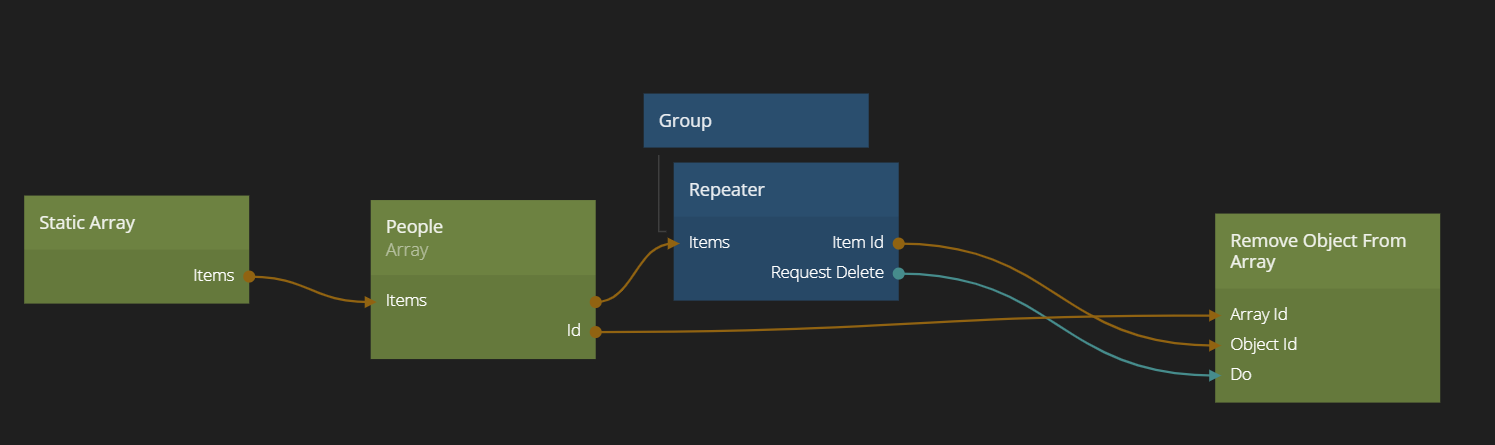 Static Array
Items
People
Array
Items
Id
Group
Repeater
Items
Item Id
Request Delete
Remove Object From
Array
Array Id
Object Id
Do